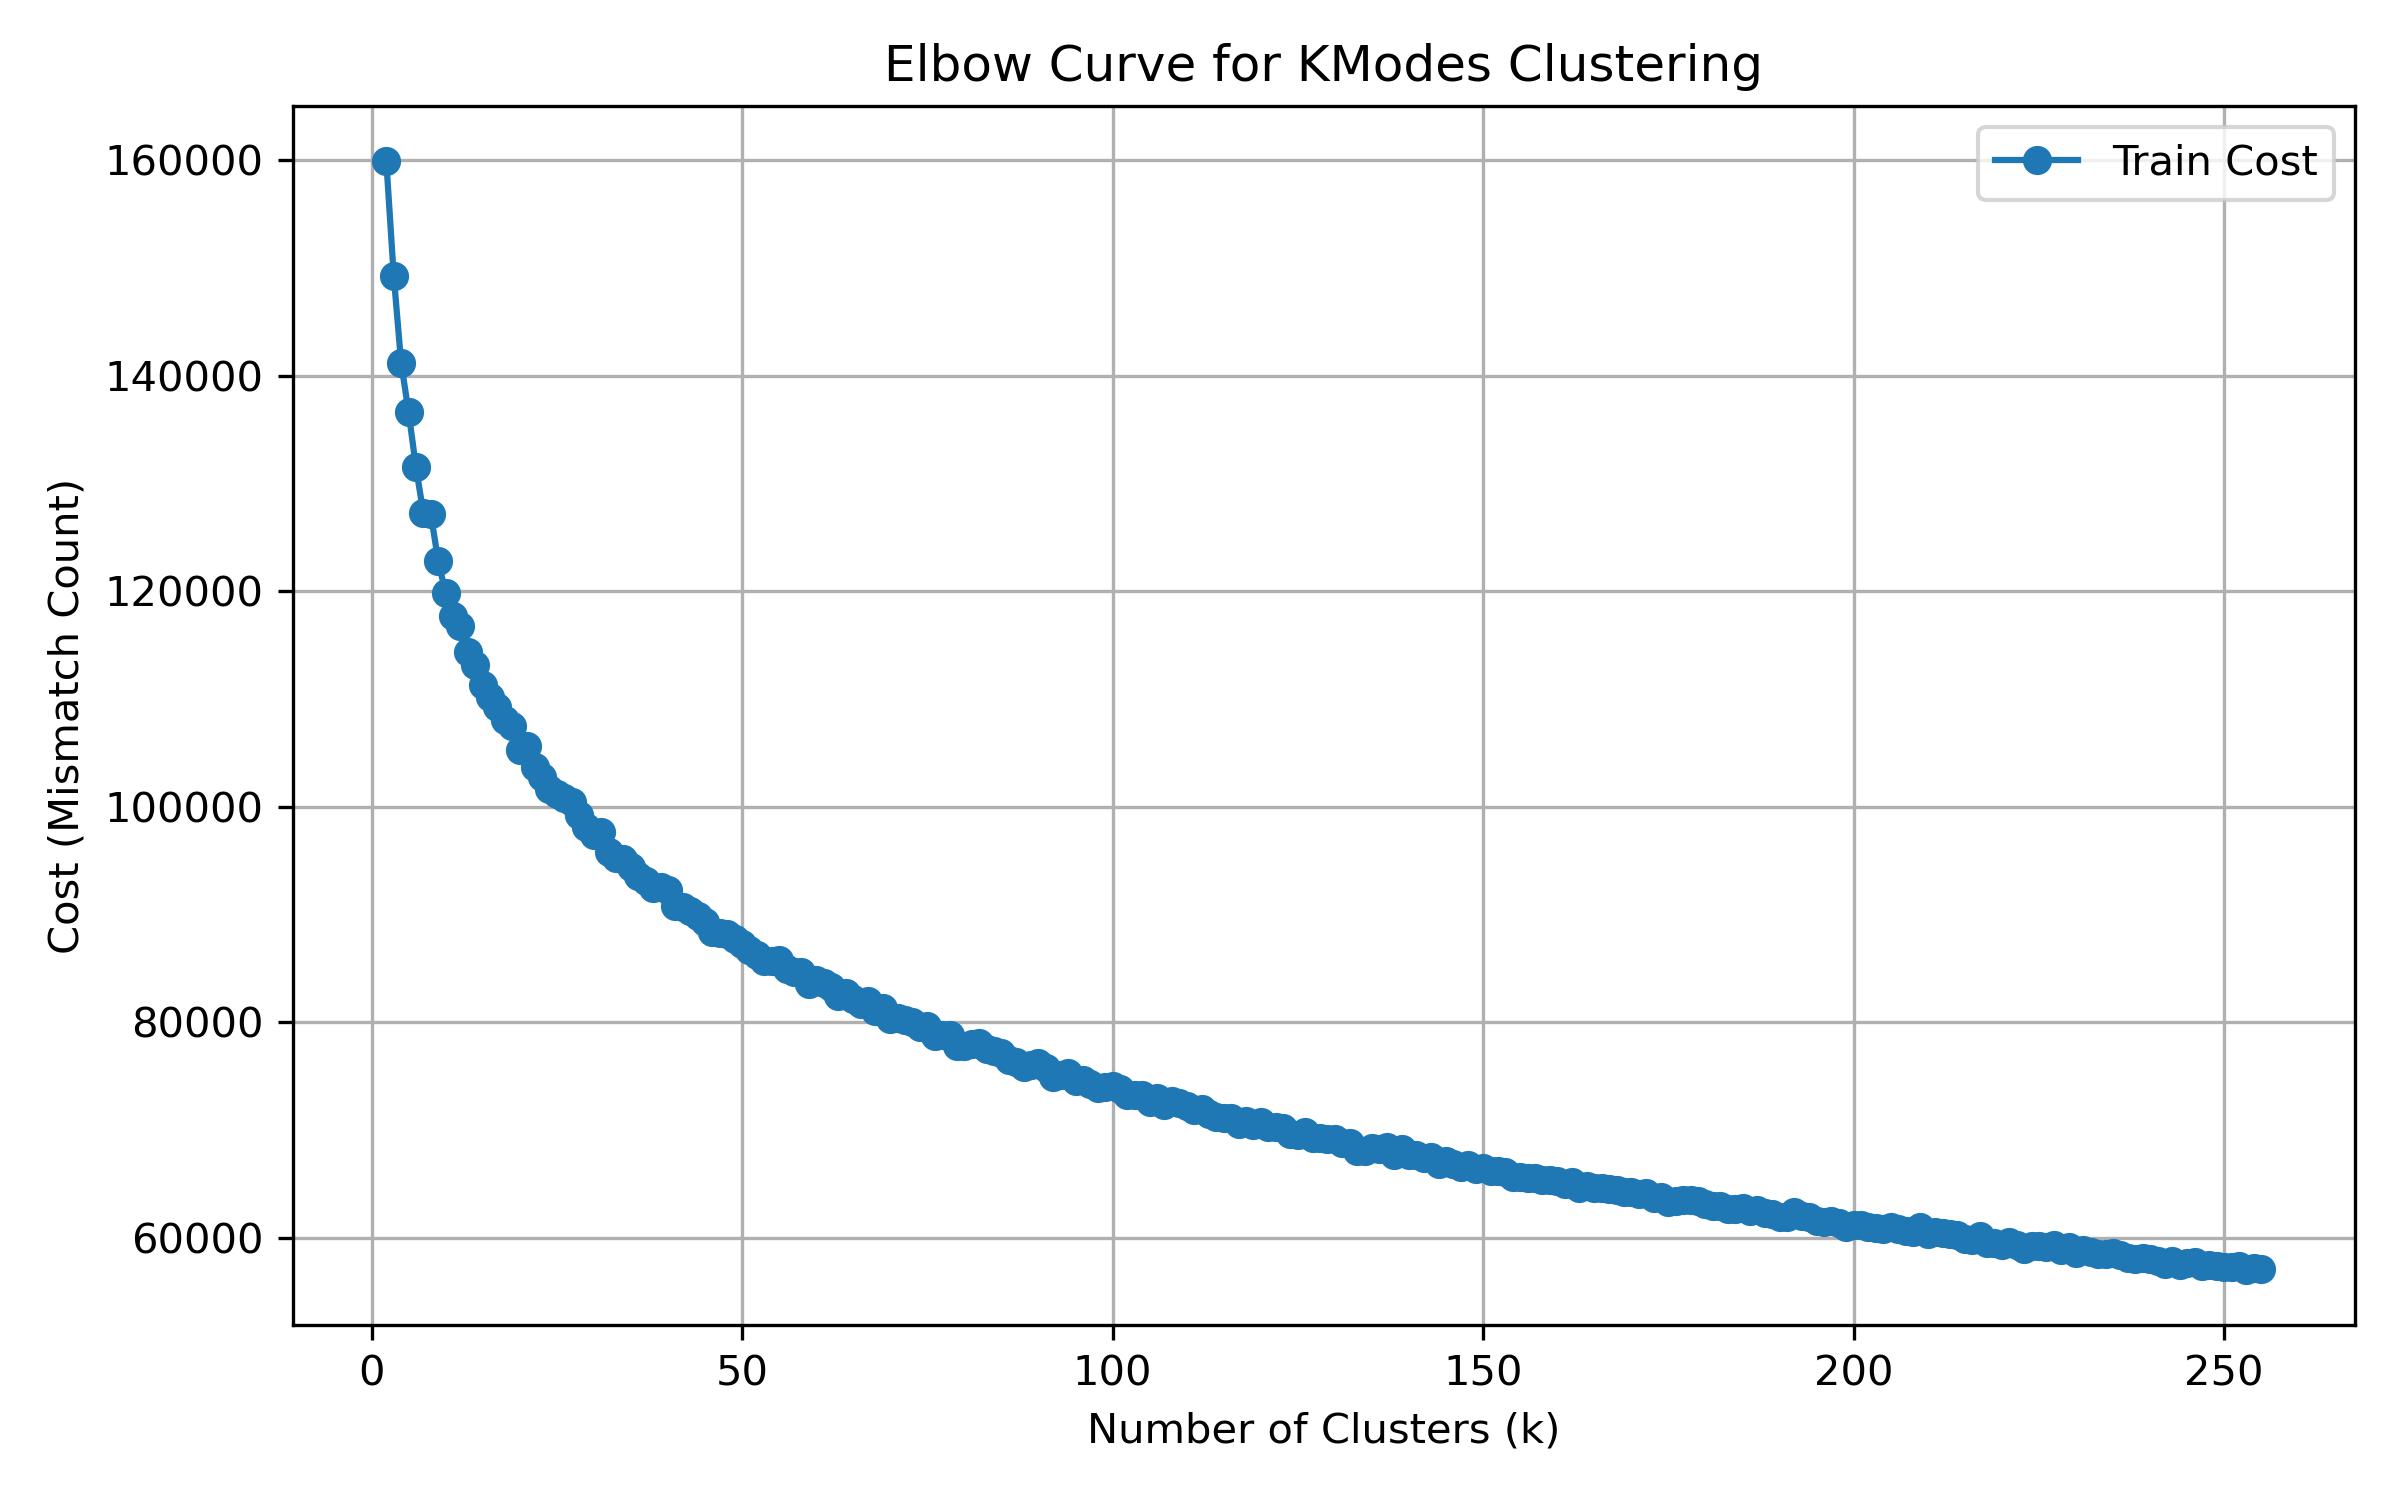 Elbow Curve for KModes Clustering
Train Cost
160000
140000
120000
100000
80000
60000
Cost (Mismatch Count)
0 50 100 150 200 250
Number of Clusters (k)